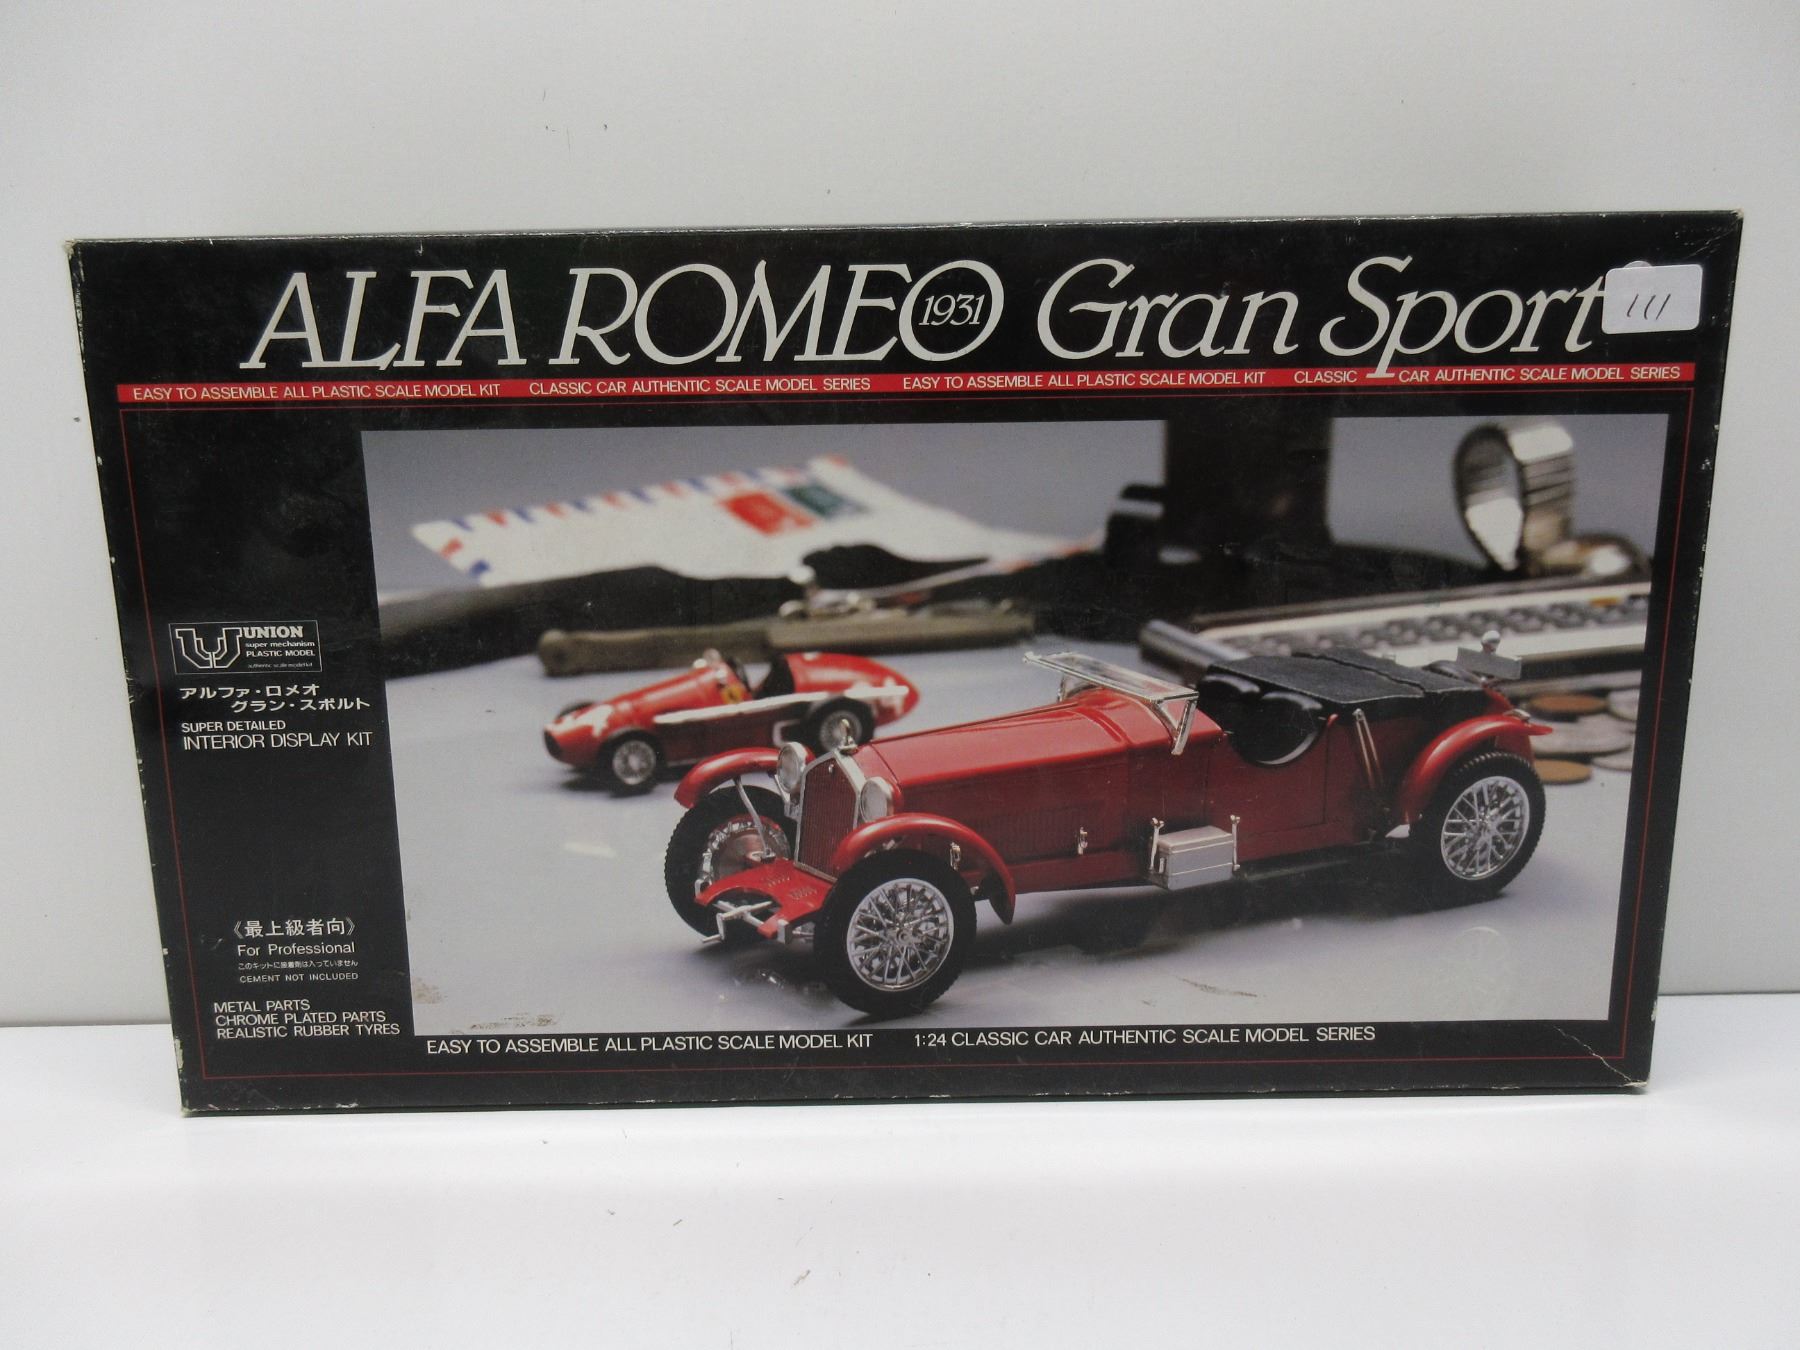 ALFA ROMEO 1931 Gran Sport
111
EASY TO ASSEMBLE ALL PLASTIC SCALE MODEL KIT CLASSIC CAR AUTHENTIC SCALE MODEL SERIES EASY TO ASSEMBLE ALL PLASTIC SCALE MODEL KIT CLASSIC CAR AUTHENTIC SCALE MODEL SERIES
UNION
super mechanism
PLASTIC MODEL
authentic scale model kit
アルファ・ロメオ
グラン・スポルト
SUPER DETAILED
INTERIOR DISPLAY KIT
《最上級者向》
For Professional
このキットに接着剤は入っていません
CEMENT NOT INCLUDED
METAL PARTS
CHROME PLATED PARTS
REALISTIC RUBBER TYRES
EASY TO ASSEMBLE ALL PLASTIC SCALE MODEL KIT 1:24 CLASSIC CAR AUTHENTIC SCALE MODEL SERIES